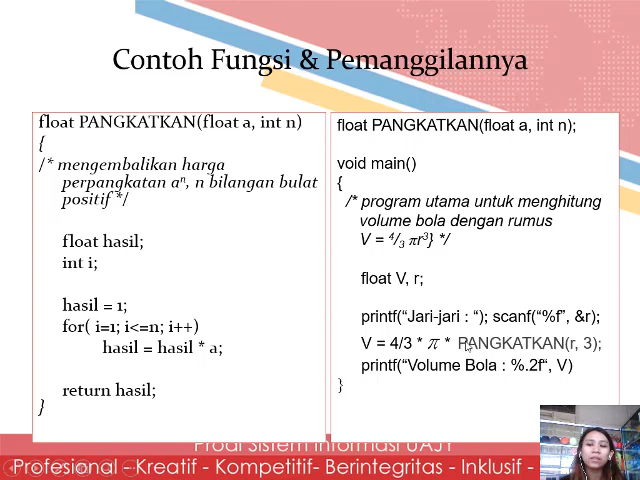 Contoh Fungsi & Pemanggilannya
float PANGKATKAN(float a, int n)
{
/* mengembalikan harga
perpangkatan aⁿ, n bilangan bulat
positif */
float hasil;
int i;
hasil = 1;
for( i=1; i<=n; i++)
hasil = hasil * a;
return hasil;
}
float PANGKATKAN(float a, int n);
void main()
{
/* program utama untuk menghitung
volume bola dengan rumus
V = ⁴/₃ πr³} */
float V, r;
printf(“Jari-jari : “); scanf(“%f”, &r);
V = 4/3 * π * PANGKATKAN(r, 3);
printf(“Volume Bola : %.2f“, V)
}
Prodi Sistem Informasi UAJY
Profesional - Kreatif - Kompetitif- Berintegritas - Inklusif -